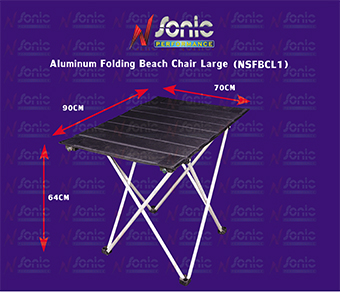 N Sonic
PERFORMANCE
Aluminum Folding Beach Chair Large (NSFBCL1)
70CM
90CM
64CM